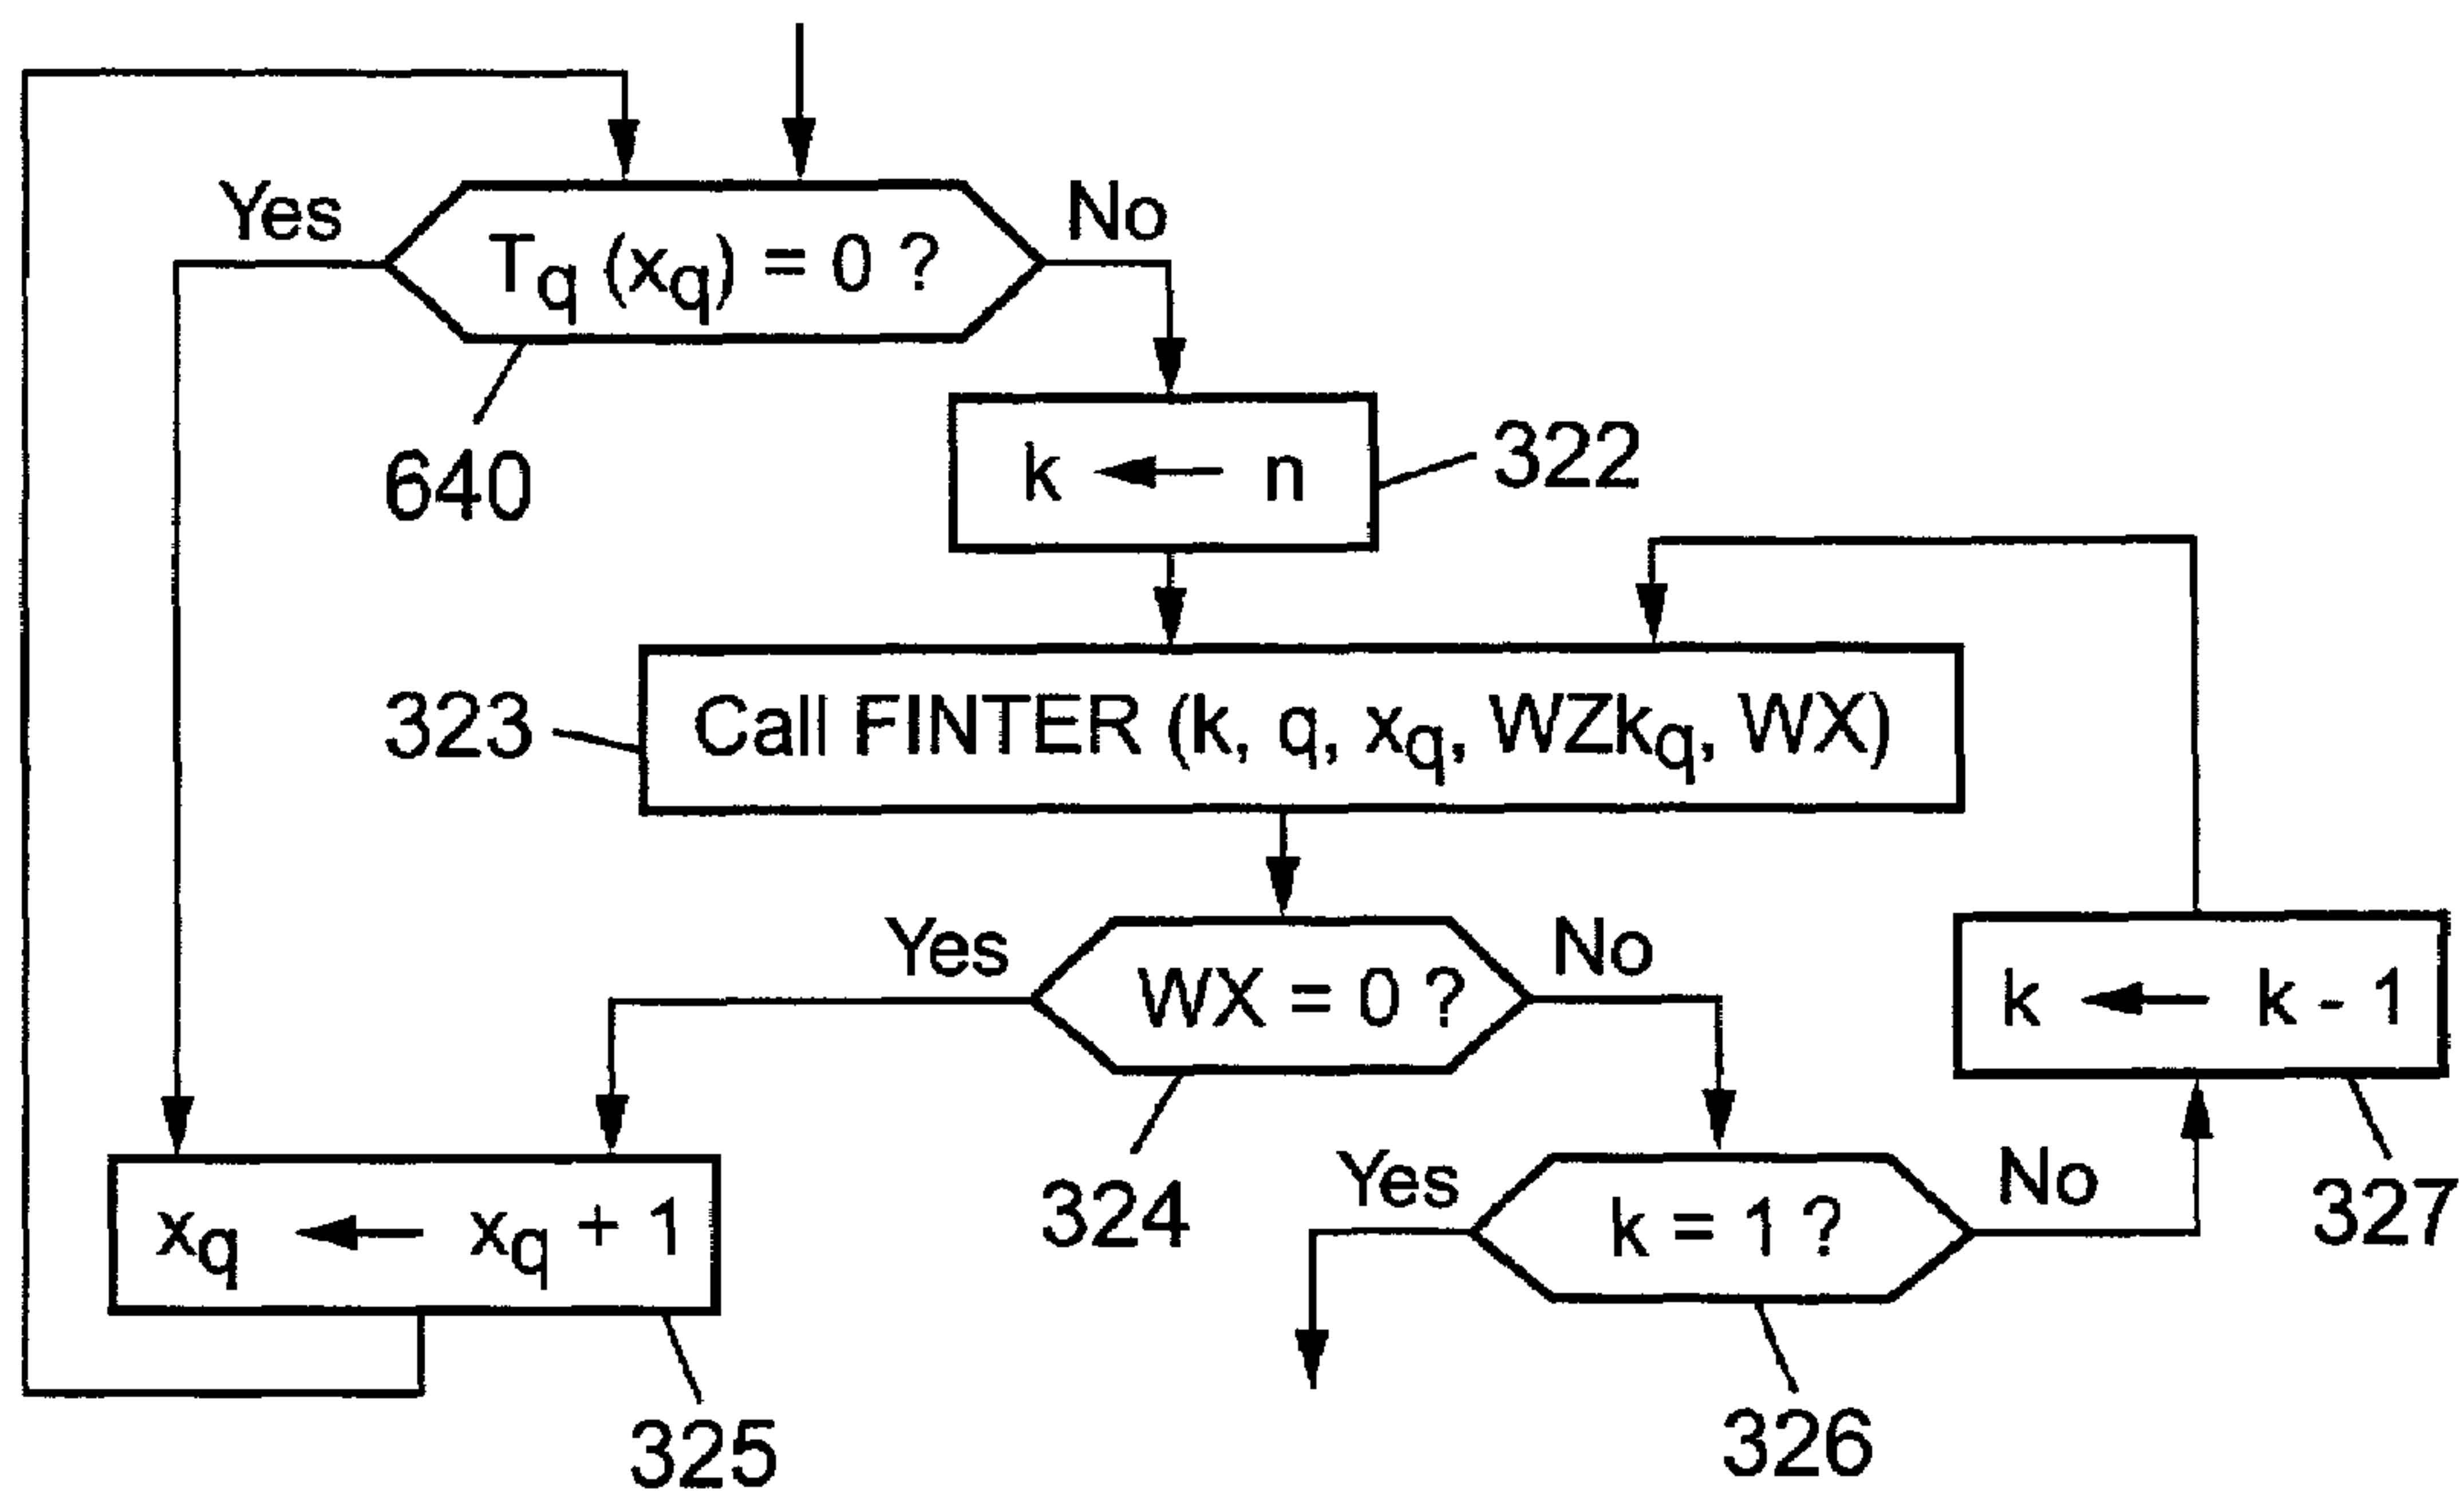 Yes
No
Tq (xq) = 0 ?
640
k ← n
322
323
Call FINTER (k, q, xq, WZkq, WX)
Yes
No
WX = 0 ?
k ← k - 1
324
Yes
No
327
xq ← xq + 1
k = 1 ?
325
326